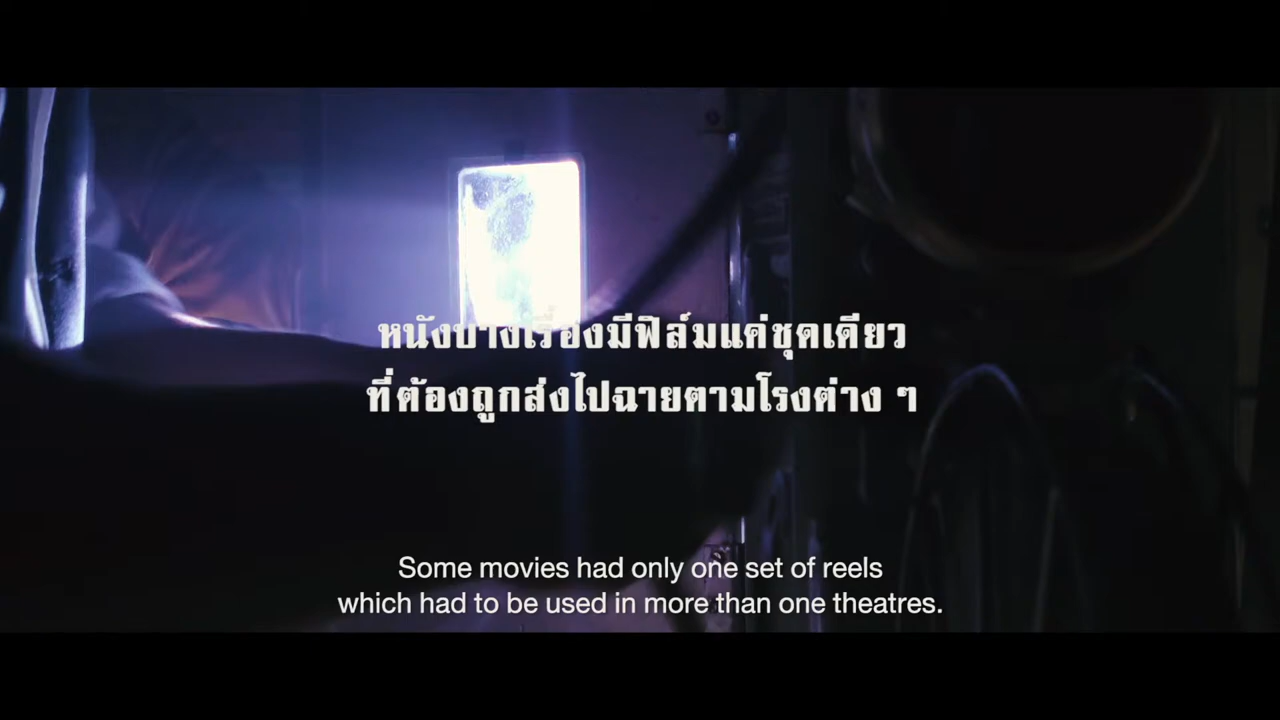 หนังบางเรื่องมีฟิล์มแค่ชุดเดียว
ที่ต้องถูกส่งไปฉายตามโรงต่าง ๆ
Some movies had only one set of reels
which had to be used in more than one theatres.